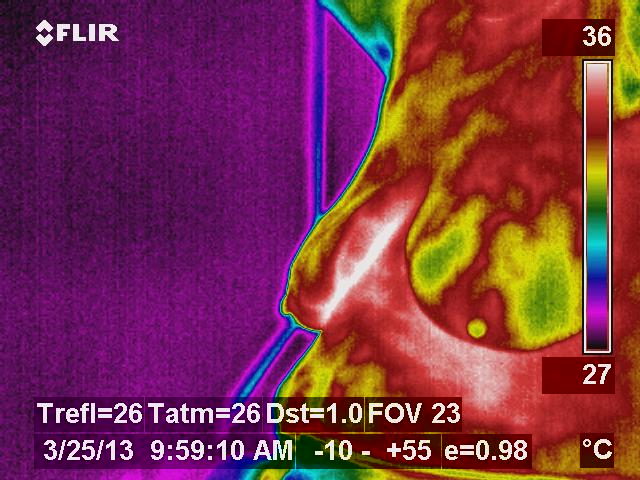 FLIR
36
27
Trefl=26 Tatm=26 Dst=1.0 FOV 23
3/25/13 9:59:10 AM -10 - +55 e=0.98 °C